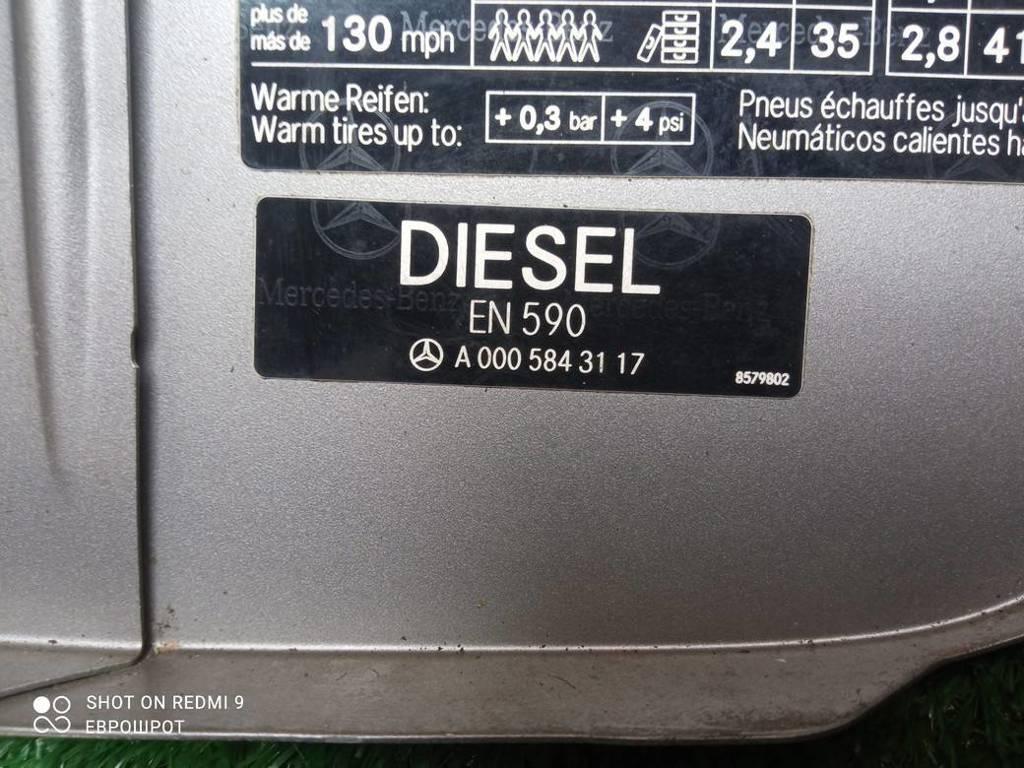 plus de
más de 130 mph 2,4 35 2,8 41
Warme Reifen:
Warm tires up to: + 0,3 bar + 4 psi
Pneus échauffes jusqu'
Neumáticos calientes ha
DIESEL
Mercedes-Benz
EN 590
A 000 584 31 17
8579802
SHOT ON REDMI 9
ЕВРОШРОТ